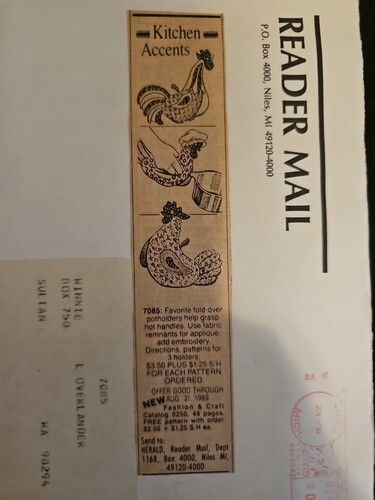 READER MAIL
P.O. Box 4000, Niles, MI 49120-4000
Kitchen
Accents
7085: Favorite fold-over
potholders help grasp
hot handles. Use fabric
remnants for applique,
add embroidery.
Directions, patterns for
3 holders.
$3.50 PLUS $1.25 S H
FOR EACH PATTERN
ORDERED
OFFER GOOD THROUGH
AUG. 31, 1989
NEW
Fashion & Craft
Catalog 0250, 48 pages,
FREE pattern with order.
$2.50 + $1.25 S H ea.
Send to:
HERALD, Reader Mail, Dept
1168, Box 4000, Niles MI,
49120-4000
7085
WINNIE L OVERLANDER
BOX 750
SULTAN, WA 98294